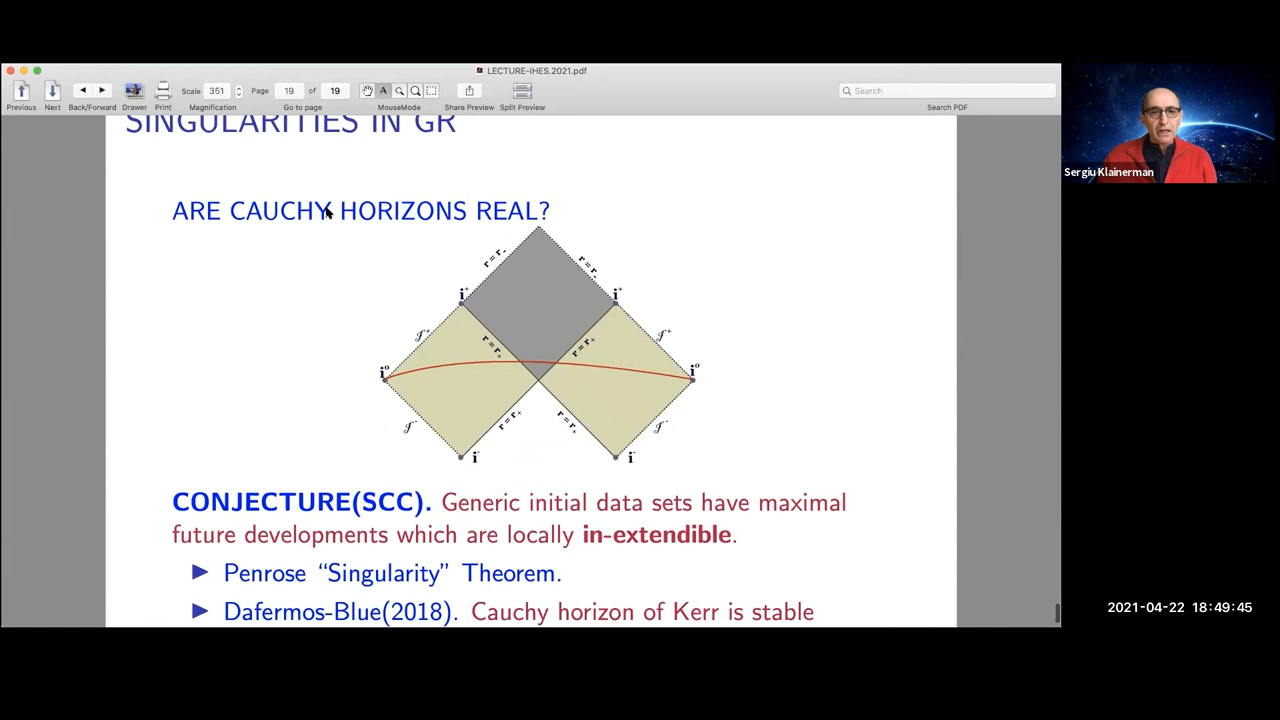 LECTURE-IHES.2021.pdf
Scale 351 Page 19 of 19 Search
Previous Next Back/Forward Drawer Print Magnification Go to page MouseMode Share Preview Split Preview Search PDF
SINGULARITIES IN GR
Sergiu Klainerman
ARE CAUCHY HORIZONS REAL?
r = r₋ r = r₋
i⁺ i⁺
𝓘⁺ r = r₊ r = r₊ 𝓘⁺
i⁰ i⁰
𝓘⁻ r = r₊ r = r₊ 𝓘⁻
i⁻ i⁻
CONJECTURE(SCC). Generic initial data sets have maximal
future developments which are locally in-extendible.
▶ Penrose “Singularity” Theorem.
▶ Dafermos-Blue(2018). Cauchy horizon of Kerr is stable
2021-04-22 18:49:45